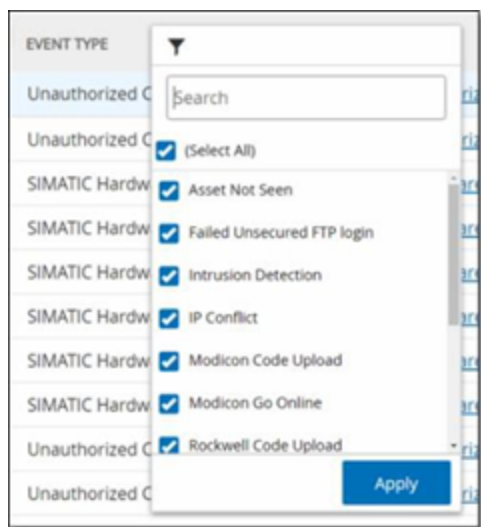 EVENT TYPE
Search
(Select All)
Asset Not Seen
Failed Unsecured FTP login
Intrusion Detection
IP Conflict
Modicon Code Upload
Modicon Go Online
Rockwell Code Upload
Apply
Unauthorized C
Unauthorized C
SIMATIC Hardw
SIMATIC Hardw
SIMATIC Hardw
SIMATIC Hardw
SIMATIC Hardw
SIMATIC Hardw
Unauthorized C
Unauthorized C